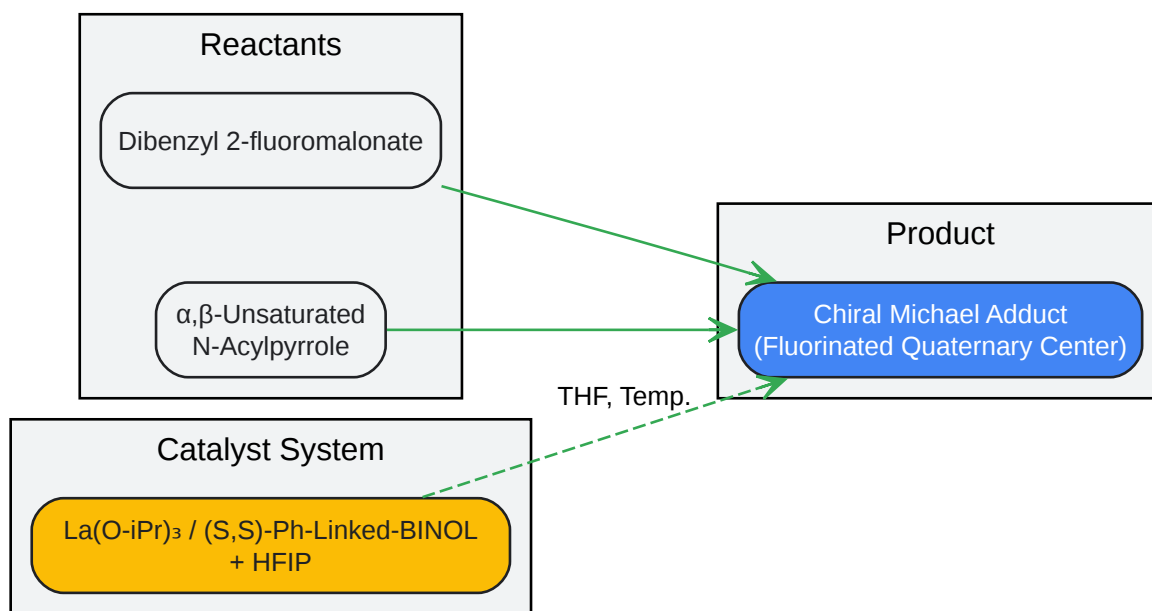 Reactants
Dibenzyl 2-fluoromalonate
α,β-Unsaturated
N-Acylpyrrole
Product
Chiral Michael Adduct
(Fluorinated Quaternary Center)
THF, Temp.
Catalyst System
La(O-iPr)₃ / (S,S)-Ph-Linked-BINOL
+ HFIP